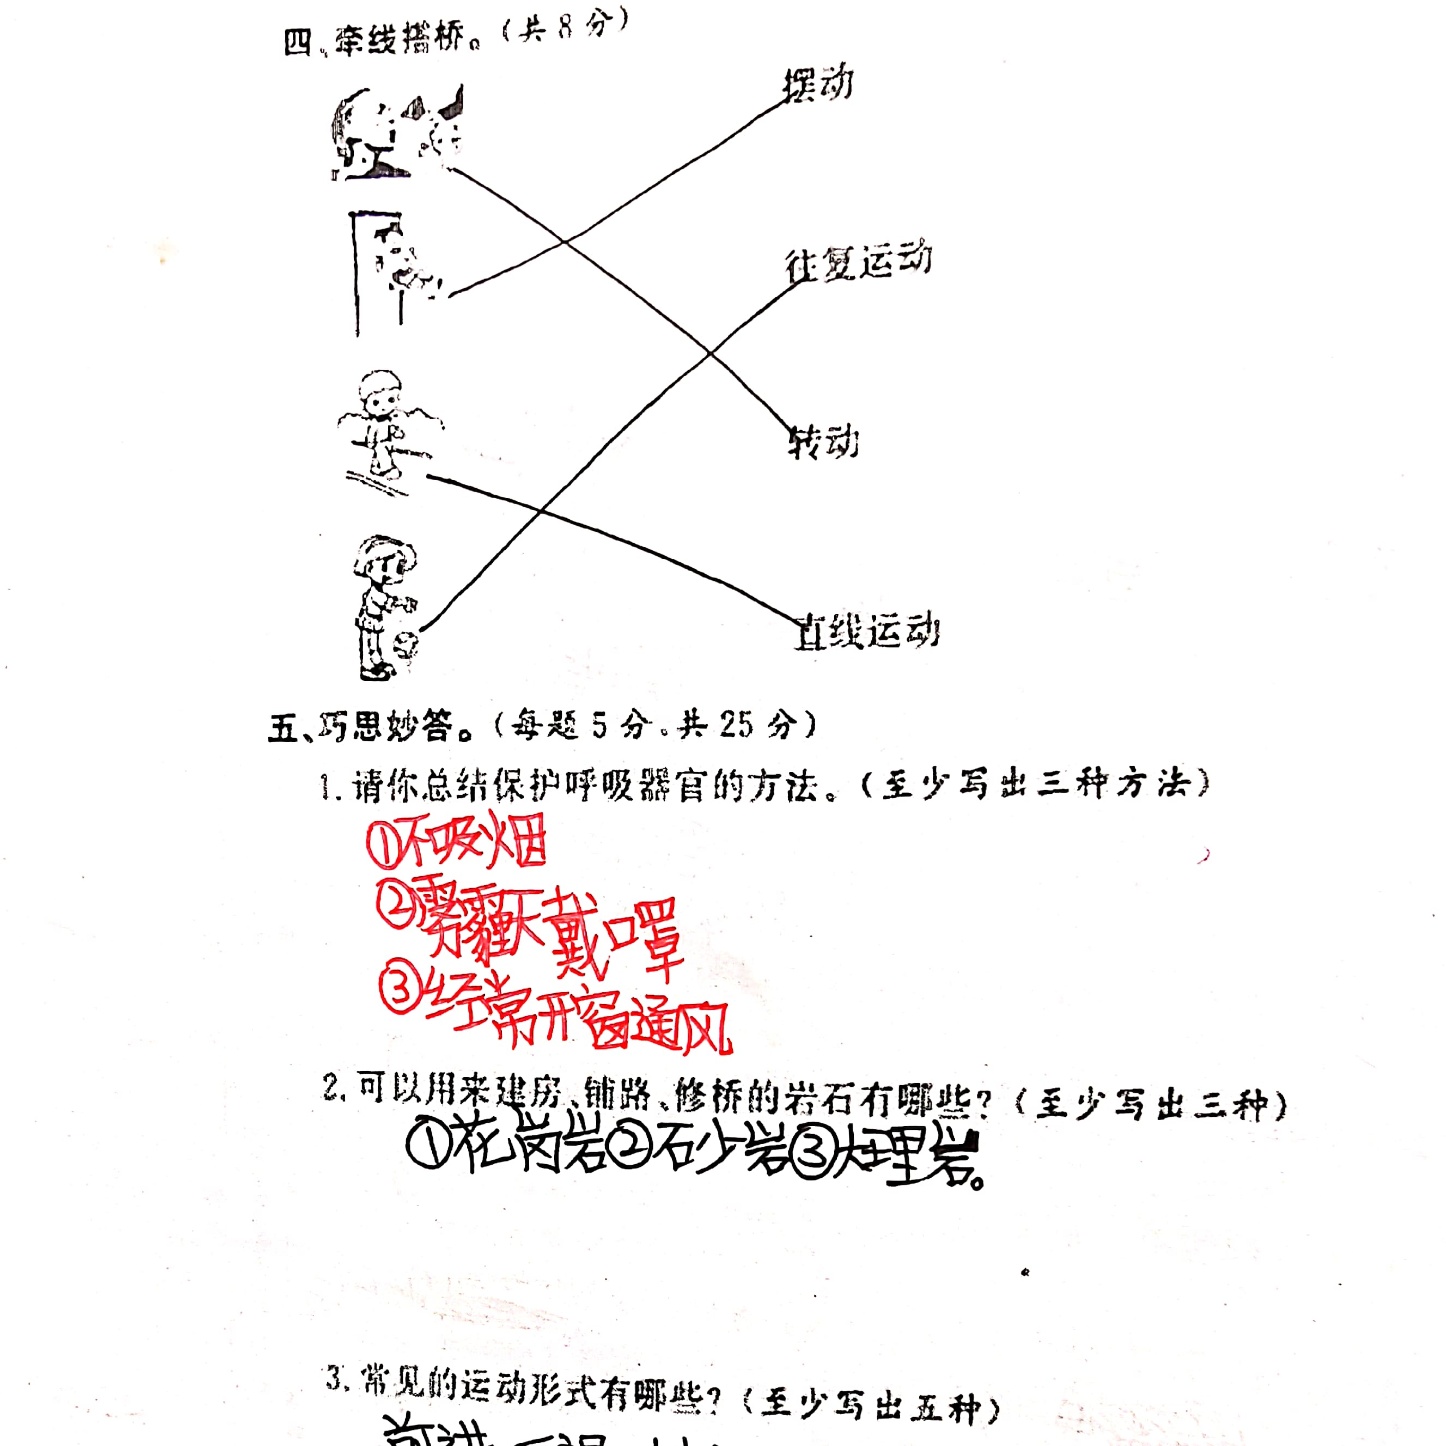 四、牵线搭桥。(共8分)
摆动
往复运动
转动
直线运动
五、巧思妙答。(每题5分。共25分)
1.请你总结保护呼吸器官的方法。(至少写出三种方法)
①不吸烟
②雾霾天戴口罩
③经常开窗通风
2.可以用来建房、铺路、修桥的岩石有哪些?(至少写出三种)
①花岗岩②石少岩③大理岩。
3.常见的运动形式有哪些?(至少写出五种)